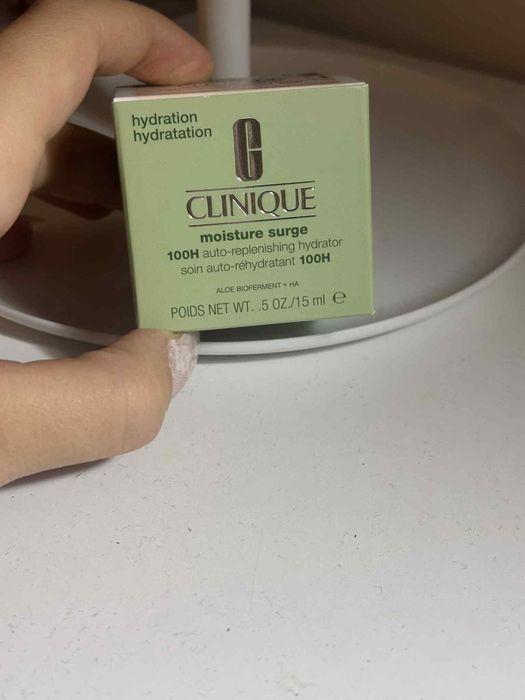 hydration
hydratation
C
CLINIQUE
moisture surge
100H auto-replenishing hydrator
soin auto-réhydratant 100H
ALOE BIOFERMENT + HA
POIDS NET WT. .5 OZ./15 ml ℮